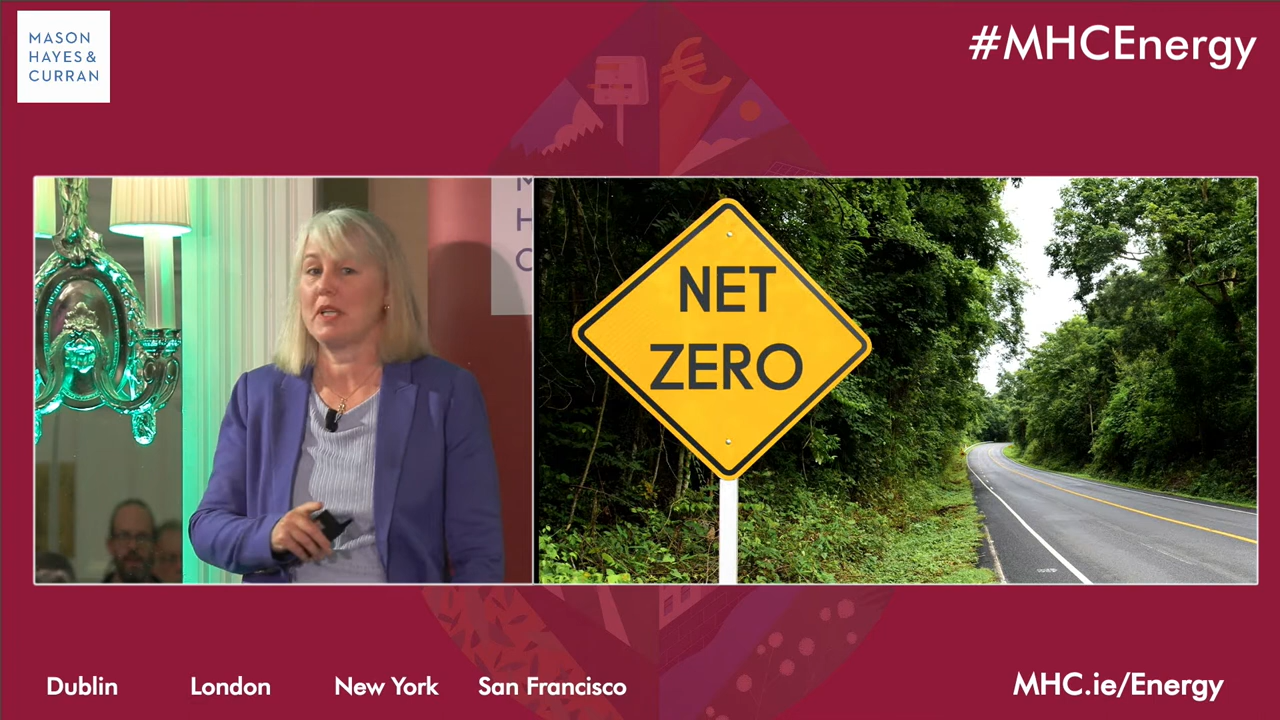 MASON
HAYES &
CURRAN
#MHCEnergy
M
H
C
NET
ZERO
Dublin
London
New York
San Francisco
MHC.ie/Energy